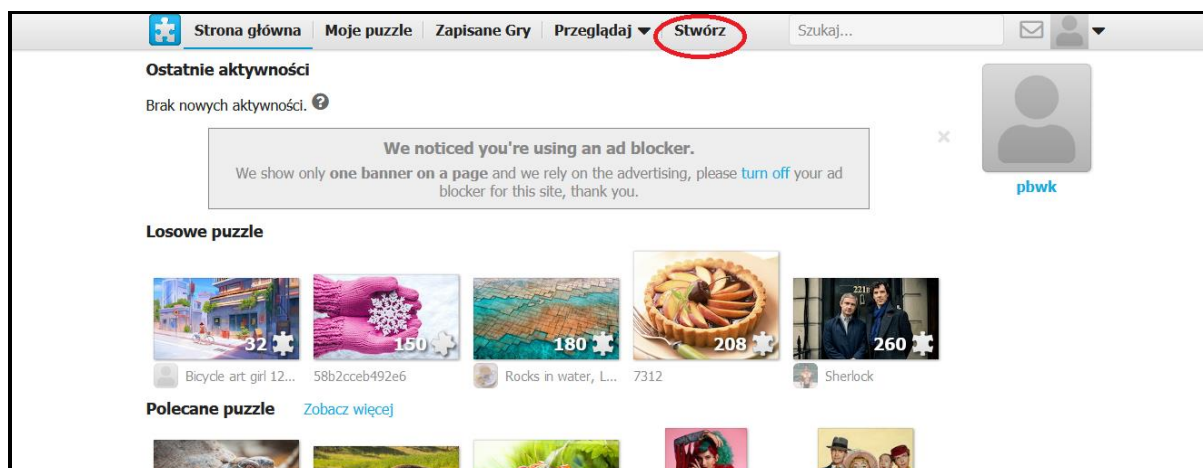 Strona główna Moje puzzle Zapisane Gry Przeglądaj Stwórz Szukaj...
Ostatnie aktywności
Brak nowych aktywności. ?
We noticed you're using an ad blocker.
We show only one banner on a page and we rely on the advertising, please turn off your ad
blocker for this site, thank you.
pbwk
Losowe puzzle
221
32 150 180 208 260
Bicycle art girl 12... 58b2cceb492e6 Rocks in water, L... 7312 Sherlock
Polecane puzzle Zobacz więcej